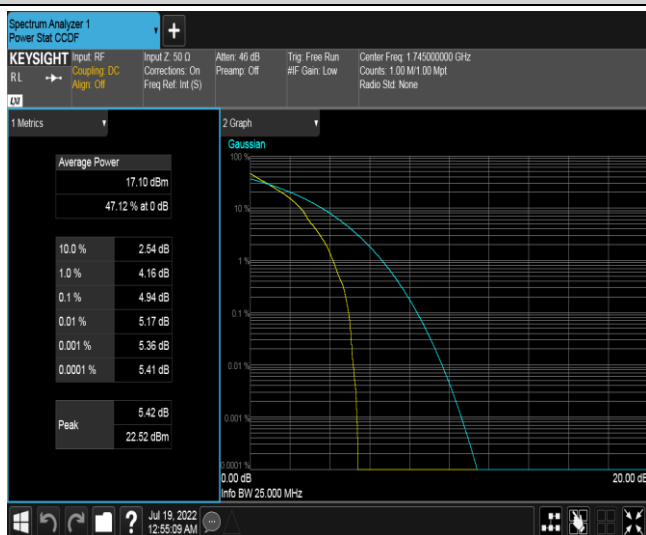 Spectrum Analyzer 1
Power Stat CCDF
+
KEYSIGHT
RL
LXI
Input: RF
Coupling: DC
Align: Off
Input Z: 50 Ω
Corrections: On
Freq Ref: Int (S)
Atten: 46 dB
Preamp: Off
Trig: Free Run
#IF Gain: Low
Center Freq: 1.745000000 GHz
Counts: 1.00 M/1.00 Mpt
Radio Std: None
1 Metrics
Average Power
17.10 dBm
47.12 % at 0 dB
10.0 % 2.54 dB
1.0 % 4.16 dB
0.1 % 4.94 dB
0.01 % 5.17 dB
0.001 % 5.36 dB
0.0001 % 5.41 dB
Peak
5.42 dB
22.52 dBm
2 Graph
Gaussian
100 %
10 %
1 %
0.1 %
0.01 %
0.001 %
0.0001 %
0.00 dB
20.00 dB
Info BW 25.000 MHz
?
Jul 19, 2022
12:55:09 AM